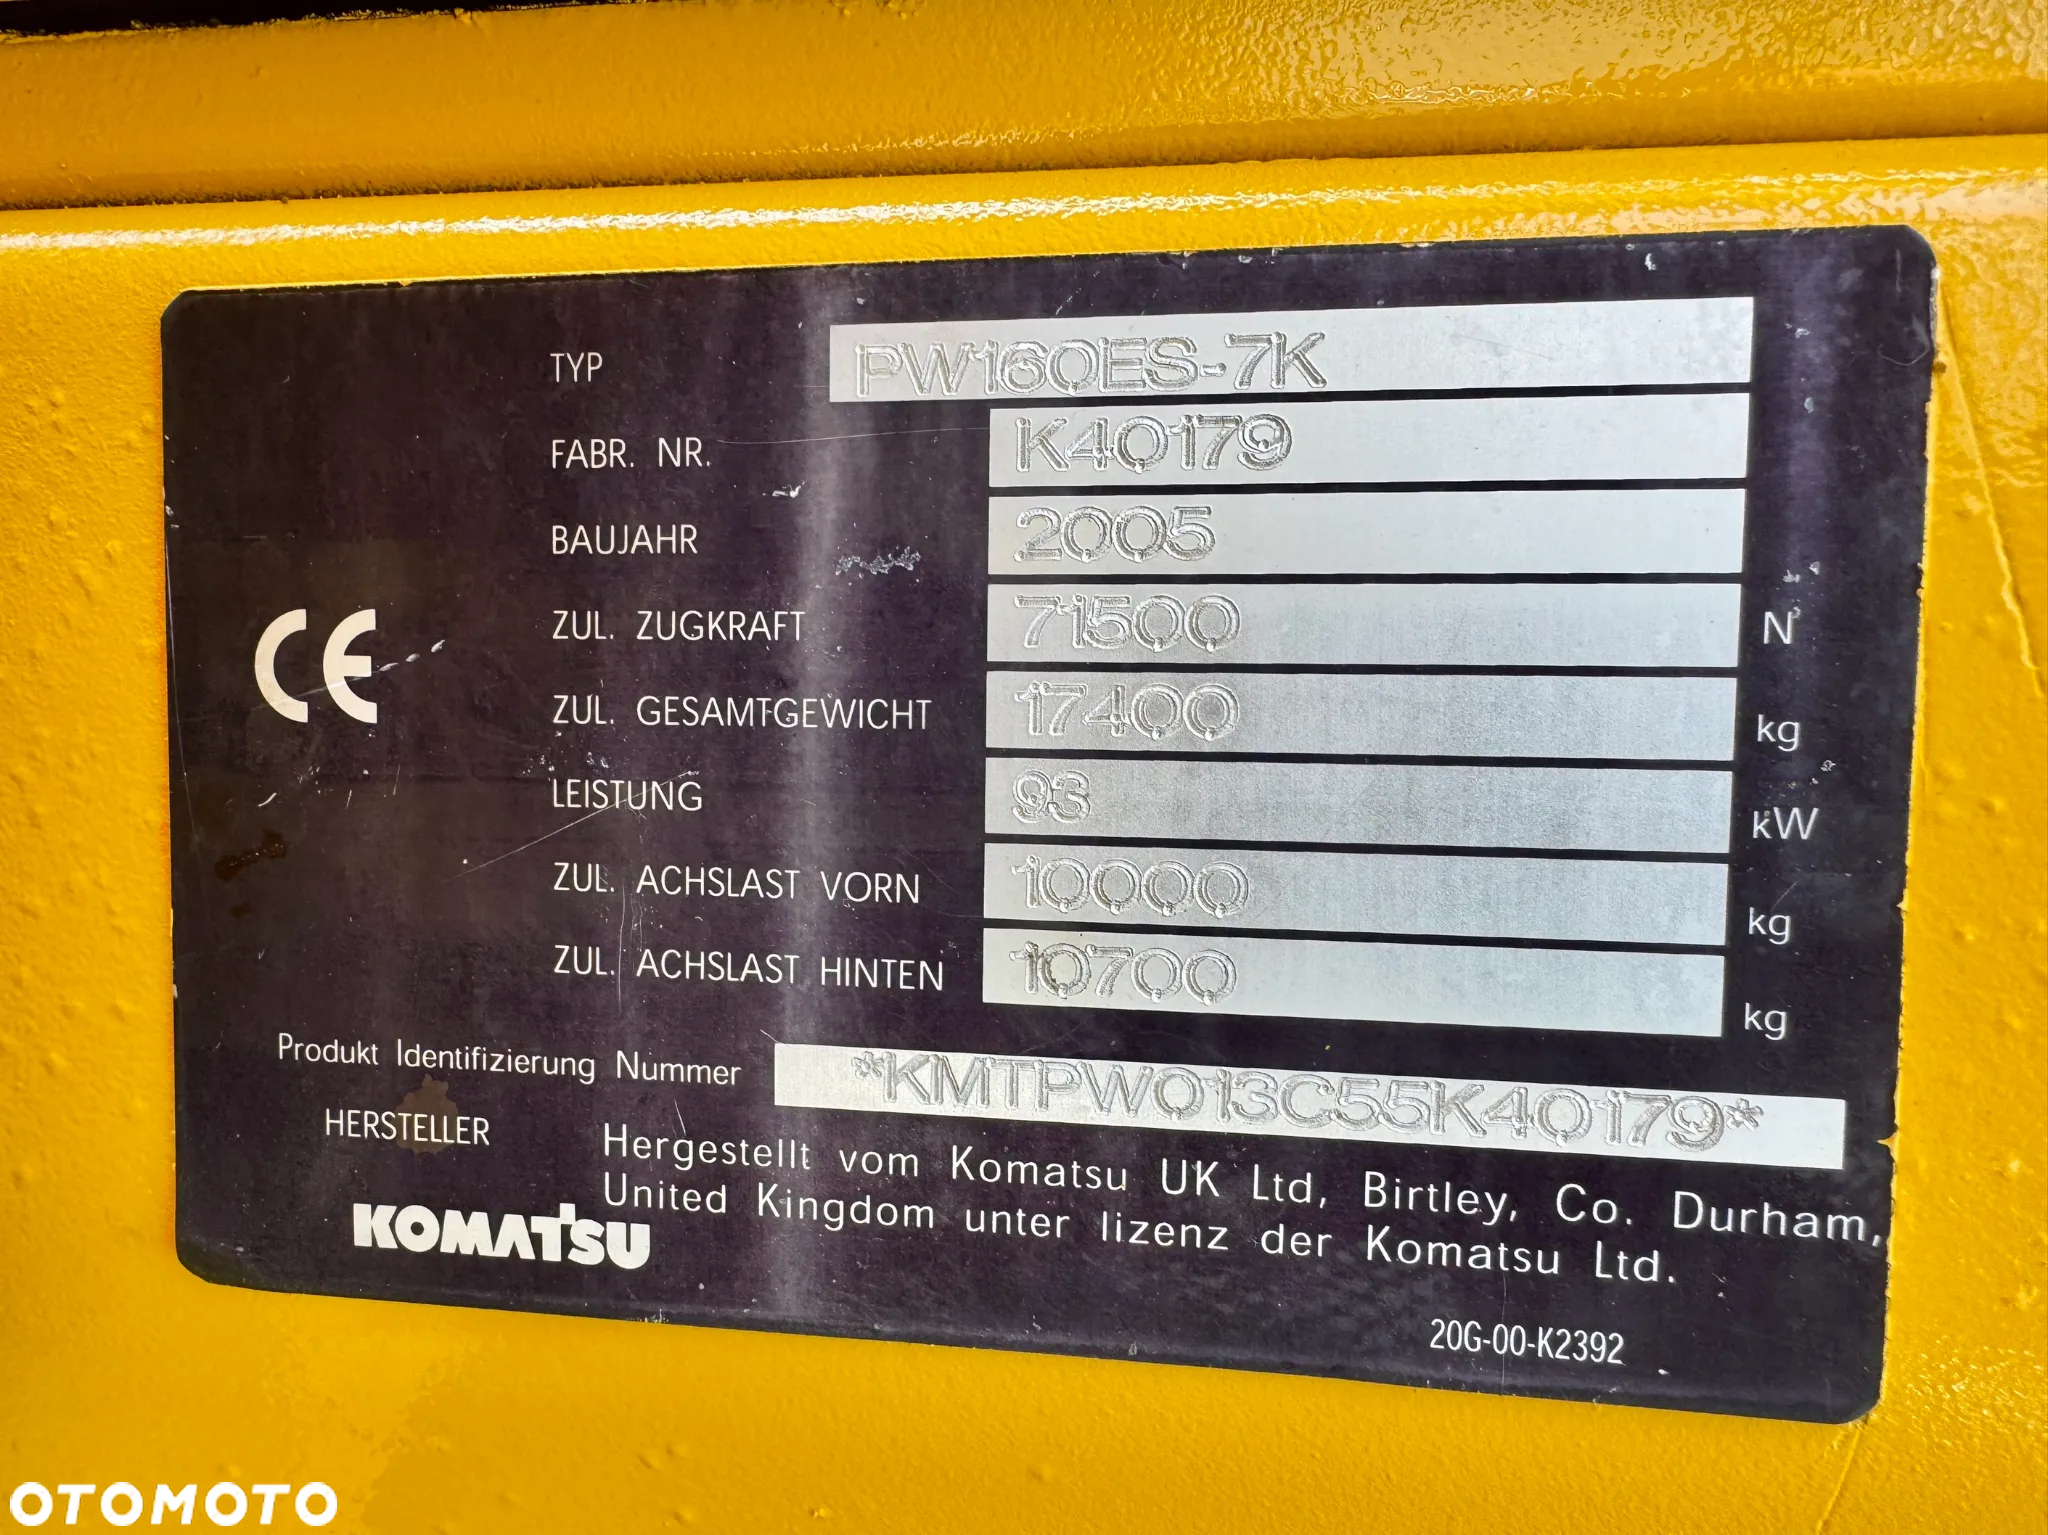 TYP PW160ES-7K
FABR. NR. K40179
BAUJAHR 2005
ZUL. ZUGKRAFT 71500 N
ZUL. GESAMTGEWICHT 17400 kg
LEISTUNG 93 kW
ZUL. ACHSLAST VORN 10000 kg
ZUL. ACHSLAST HINTEN 10700 kg
CE
Produkt Identifizierung Nummer *KMTPW013C55K40179*
HERSTELLER
Hergestellt vom Komatsu UK Ltd, Birtley, Co. Durham,
United Kingdom unter lizenz der Komatsu Ltd.
KOMATSU
20G-00-K2392
OTOMOTO